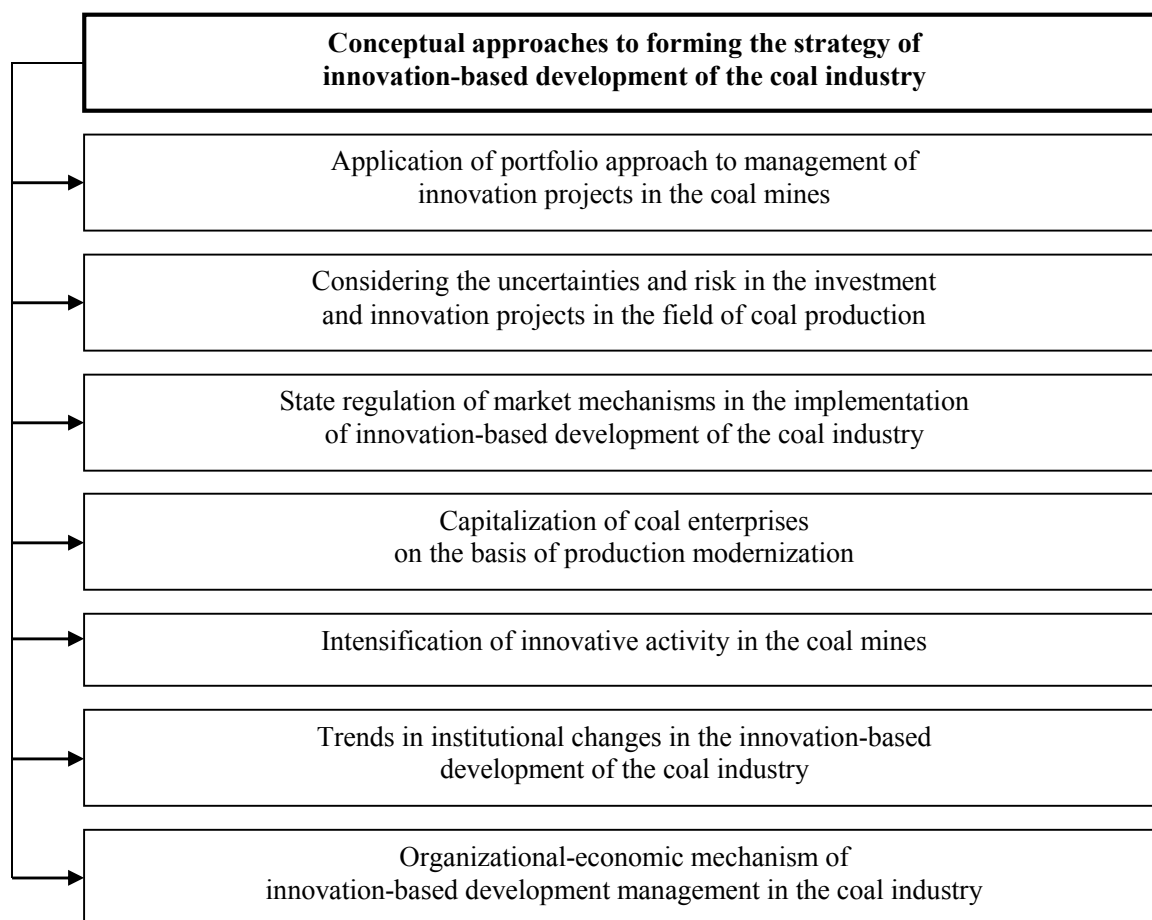 Conceptual approaches to forming the strategy of
innovation-based development of the coal industry
Application of portfolio approach to management of
innovation projects in the coal mines
Considering the uncertainties and risk in the investment
and innovation projects in the field of coal production
State regulation of market mechanisms in the implementation
of innovation-based development of the coal industry
Capitalization of coal enterprises
on the basis of production modernization
Intensification of innovative activity in the coal mines
Trends in institutional changes in the innovation-based
development of the coal industry
Organizational-economic mechanism of
innovation-based development management in the coal industry